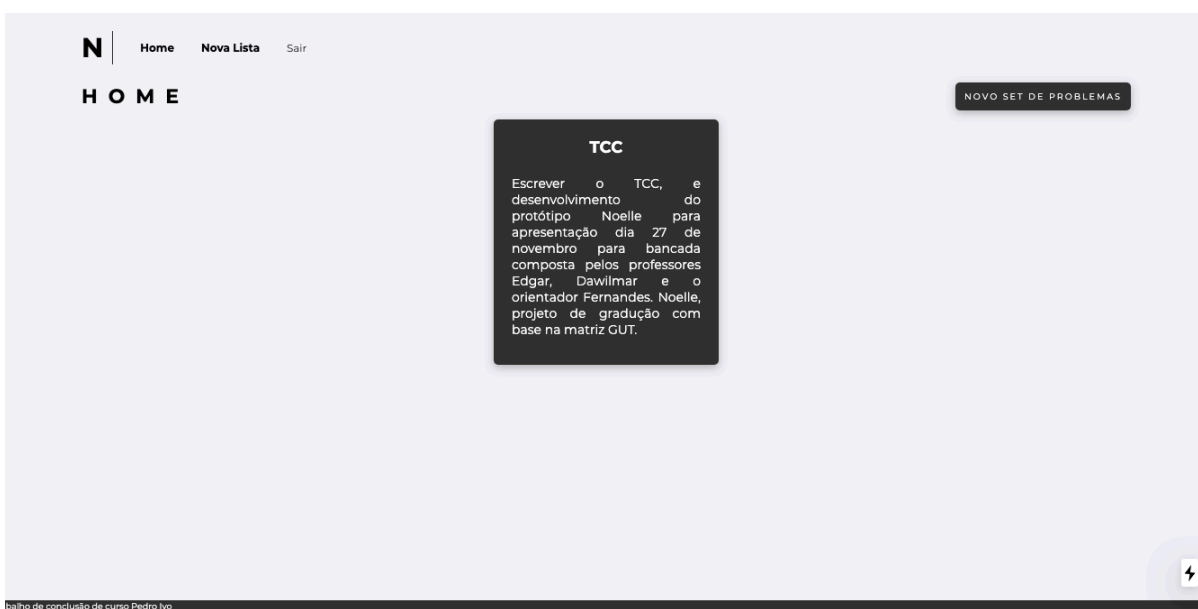 N
Home Nova Lista Sair
HOME
NOVO SET DE PROBLEMAS
TCC
Escrever o TCC, e
desenvolvimento do
protótipo Noelle para
apresentação dia 27 de
novembro para bancada
composta pelos professores
Edgar, Dawilmar e o
orientador Fernandes. Noelle,
projeto de gradução com
base na matriz GUT.
balho de conclusão de curso Pedro Ivo